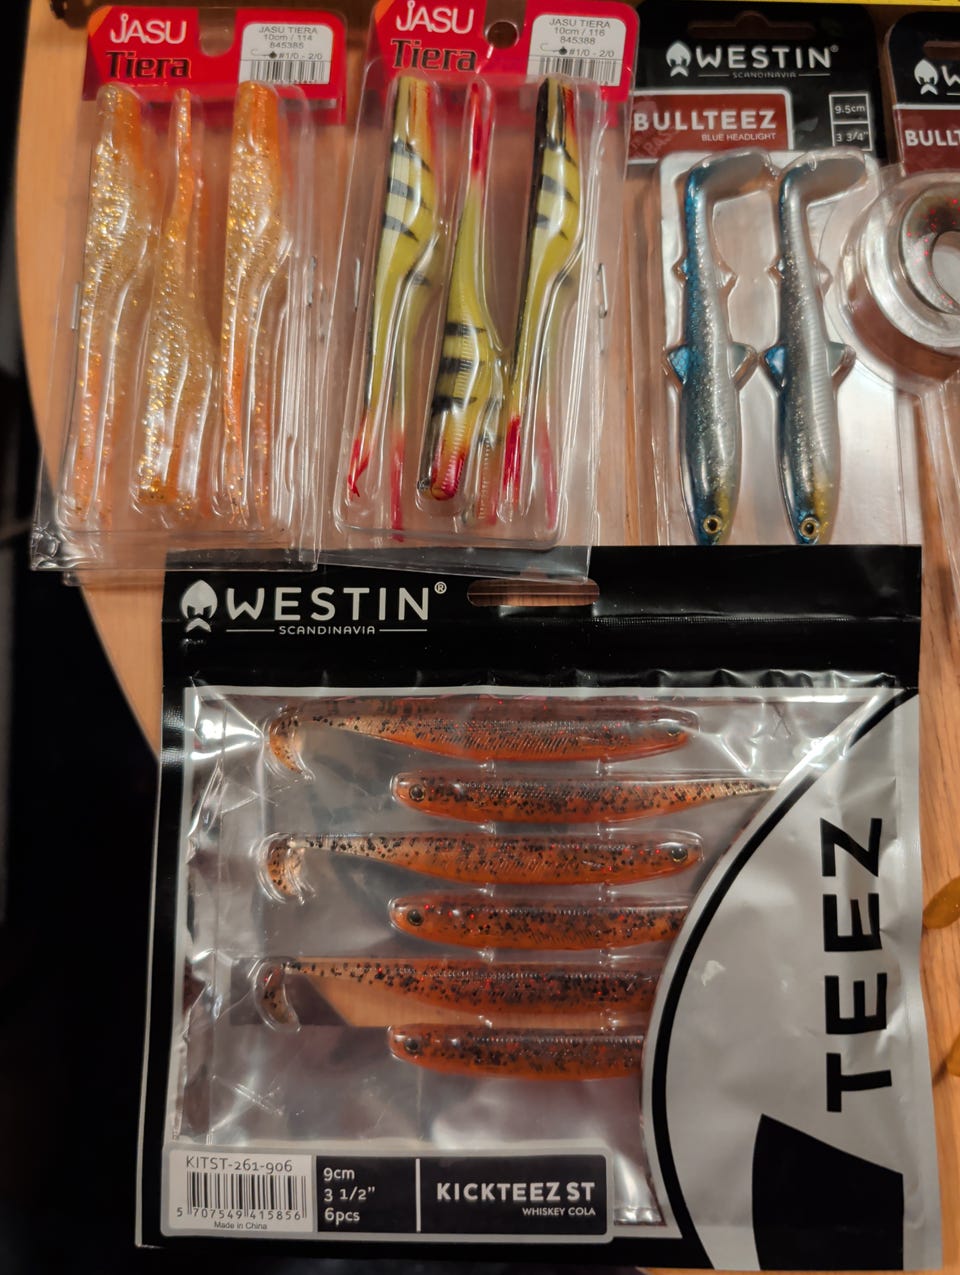 JASU
Tiera
JASU TIERA
10cm / 114
845385
#1/0 - 2/0
JASU
Tiera
JASU TIERA
10cm / 116
845388
#1/0 - 2/0
WESTIN®
SCANDINAVIA
BULLTEEZ
BLUE HEADLIGHT
9.5cm
3 3/4"
W
BULLT
WESTIN®
SCANDINAVIA
TEEZ
KITST-261-906
5 707549 415856
Made in China
9cm
3 1/2"
6pcs
KICKTEEZ ST
WHISKEY COLA